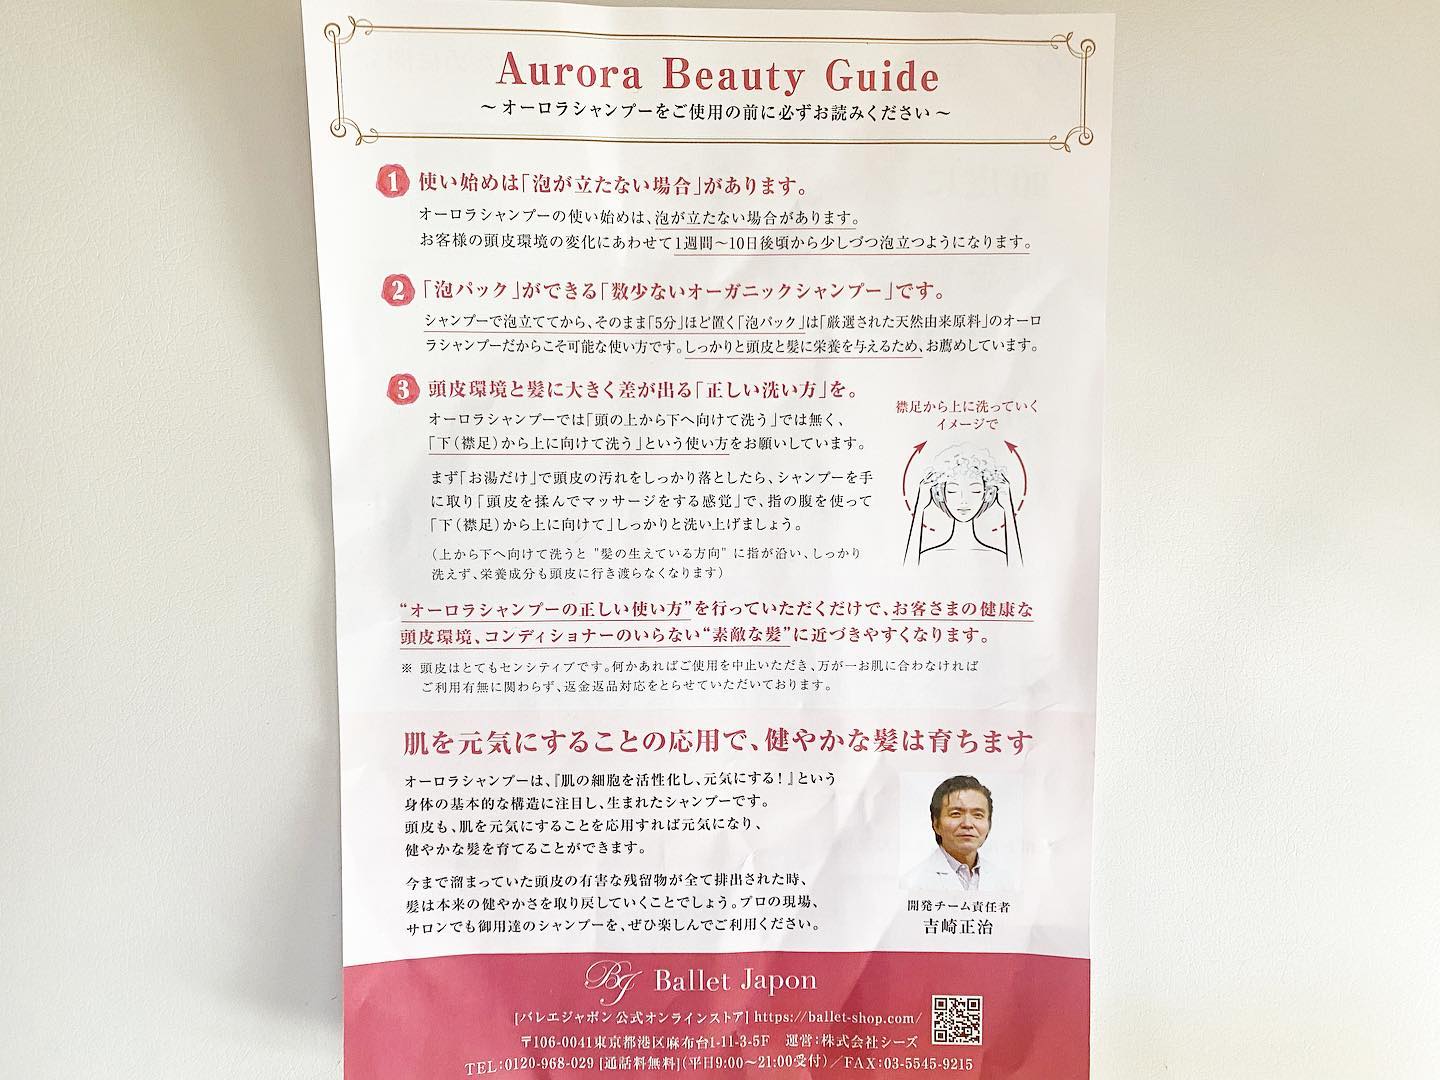 Aurora Beauty Guide
～オーロラシャンプーをご使用の前に必ずお読みください～
1 使い始めは「泡が立たない場合」があります。
オーロラシャンプーの使い始めは、泡が立たない場合があります。
お客様の頭皮環境の変化にあわせて1週間～10日後頃から少しづつ泡立つようになります。
2 「泡パック」ができる「数少ないオーガニックシャンプー」です。
シャンプーで泡立ててから、そのまま「5分」ほど置く「泡パック」は「厳選された天然由来原料」のオーロ
ラシャンプーだからこそ可能な使い方です。しっかりと頭皮と髪に栄養を与えるため、お薦めしています。
3 頭皮環境と髪に大きく差が出る「正しい洗い方」を。
オーロラシャンプーでは「頭の上から下へ向けて洗う」では無く、
「下（襟足）から上に向けて洗う」という使い方をお願いしています。
まず「お湯だけ」で頭皮の汚れをしっかり落としたら、シャンプーを手
に取り「頭皮を揉んでマッサージをする感覚」で、指の腹を使って
「下（襟足）から上に向けて」しっかりと洗い上げましょう。
（上から下へ向けて洗うと "髪の生えている方向" に指が沿い、しっかり
洗えず、栄養成分も頭皮に行き渡らなくなります）
襟足から上に洗っていく
イメージで
“オーロラシャンプーの正しい使い方”を行っていただくだけで、お客さまの健康な
頭皮環境、コンディショナーのいらない“素敵な髪”に近づきやすくなります。
※ 頭皮はとてもセンシティブです。何かあればご使用を中止いただき、万が一お肌に合わなければ
ご利用有無に関わらず、返金返品対応をとらせていただいております。
肌を元気にすることの応用で、健やかな髪は育ちます
オーロラシャンプーは、『肌の細胞を活性化し、元気にする！』という
身体の基本的な構造に注目し、生まれたシャンプーです。
頭皮も、肌を元気にすることを応用すれば元気になり、
健やかな髪を育てることができます。
今まで溜まっていた頭皮の有害な残留物が全て排出された時、
髪は本来の健やかさを取り戻していくことでしょう。プロの現場、
サロンでも御用達のシャンプーを、ぜひ楽しんでご利用ください。
開発チーム責任者
吉崎正治
BJ Ballet Japon
[バレエジャポン公式オンラインストア] https://ballet-shop.com/
〒106-0041東京都港区麻布台1-11-3-5F 運営：株式会社シーズ
TEL：0120-968-029 [通話料無料]（平日9:00～21:00受付）／FAX：03-5545-9215